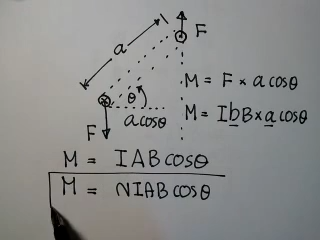 a
F
θ
F
a cosθ
M = F × a cosθ
M = IbB × a cosθ
M = IAB cosθ
M = NIAB cosθ